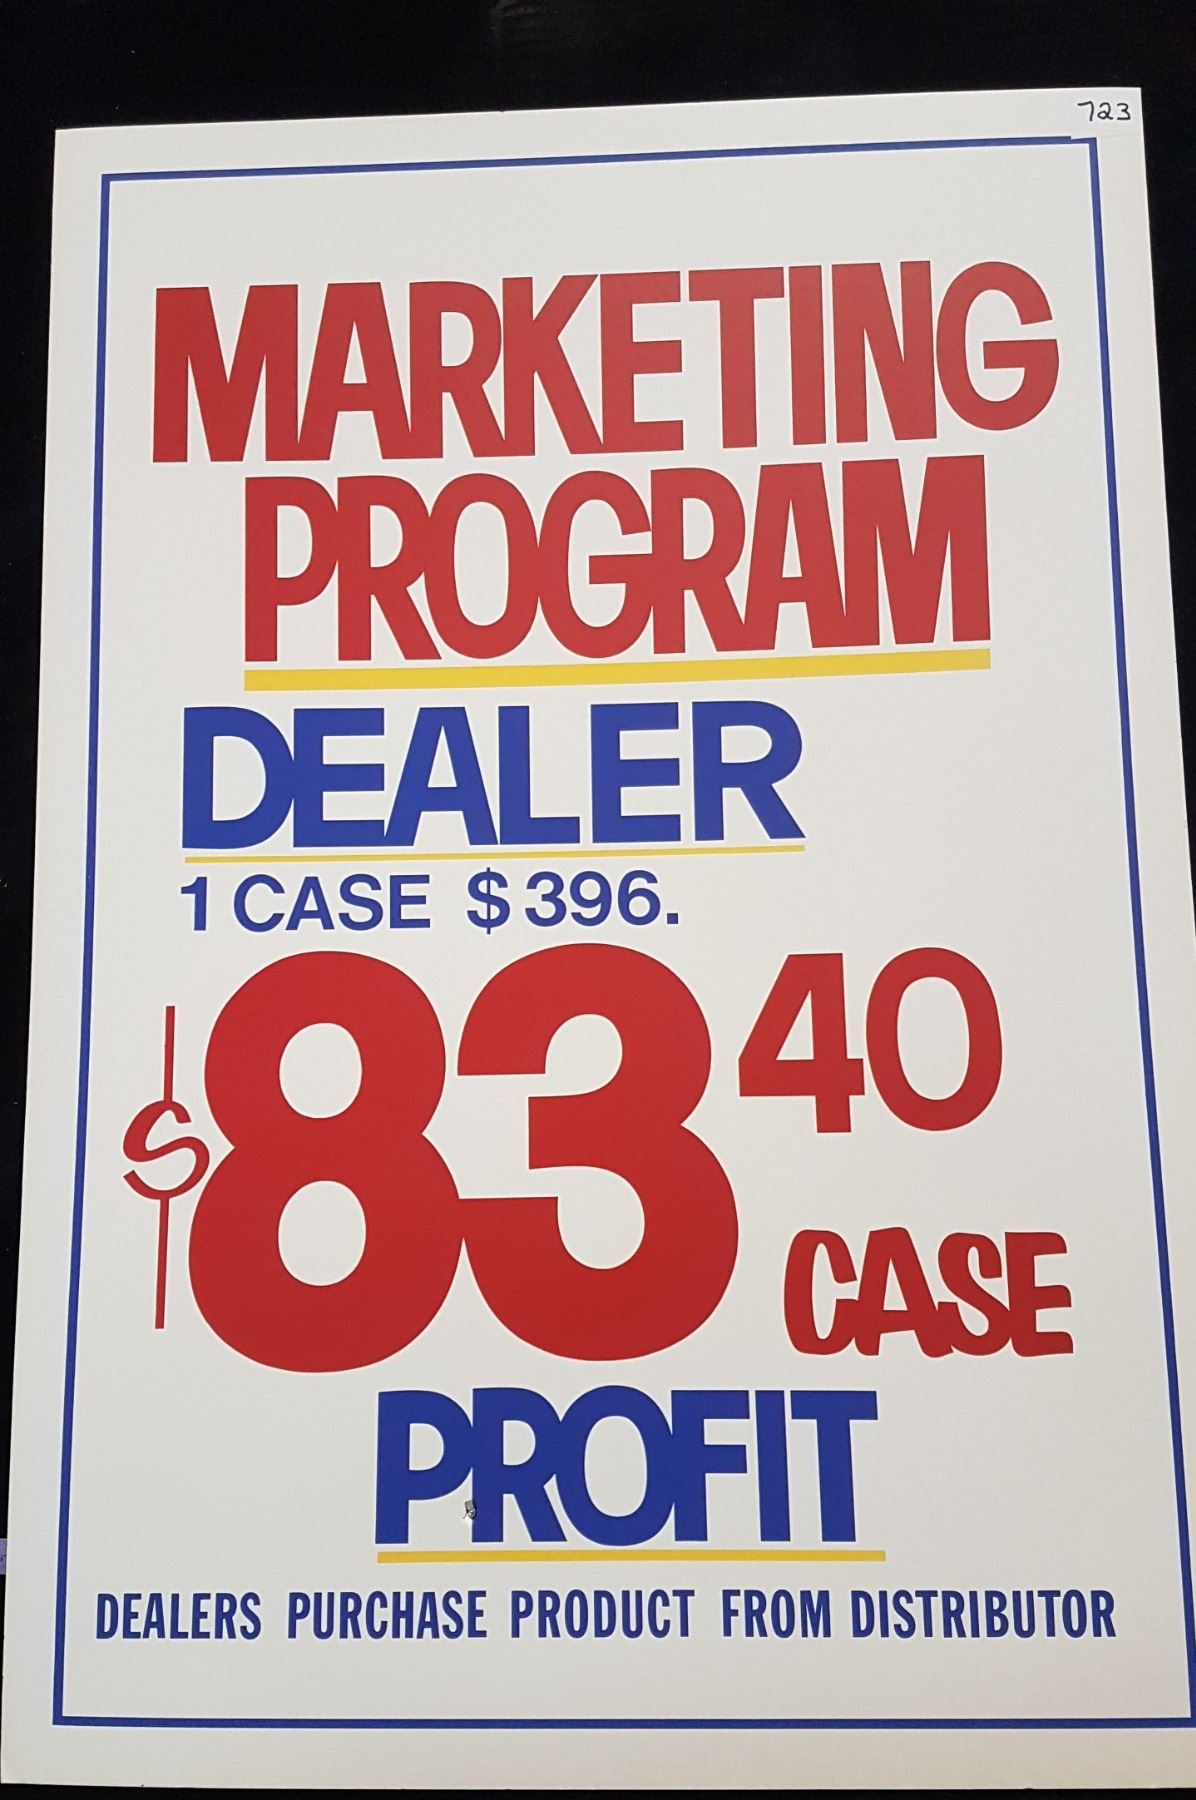 723
MARKETING
PROGRAM
DEALER
1 CASE $396.
$83 40
CASE
PROFIT
DEALERS PURCHASE PRODUCT FROM DISTRIBUTOR